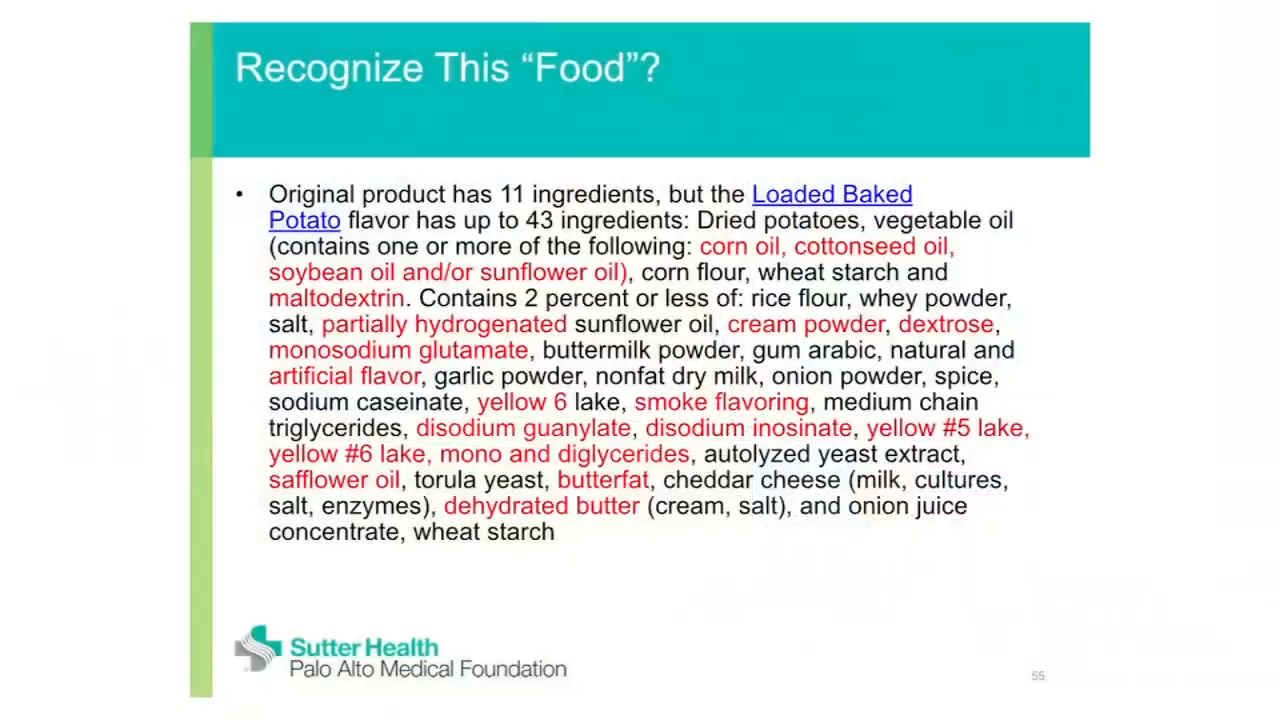 Recognize This “Food”?
• Original product has 11 ingredients, but the Loaded Baked
Potato flavor has up to 43 ingredients: Dried potatoes, vegetable oil
(contains one or more of the following: corn oil, cottonseed oil,
soybean oil and/or sunflower oil), corn flour, wheat starch and
maltodextrin. Contains 2 percent or less of: rice flour, whey powder,
salt, partially hydrogenated sunflower oil, cream powder, dextrose,
monosodium glutamate, buttermilk powder, gum arabic, natural and
artificial flavor, garlic powder, nonfat dry milk, onion powder, spice,
sodium caseinate, yellow 6 lake, smoke flavoring, medium chain
triglycerides, disodium guanylate, disodium inosinate, yellow #5 lake,
yellow #6 lake, mono and diglycerides, autolyzed yeast extract,
safflower oil, torula yeast, butterfat, cheddar cheese (milk, cultures,
salt, enzymes), dehydrated butter (cream, salt), and onion juice
concentrate, wheat starch
Sutter Health
Palo Alto Medical Foundation
55